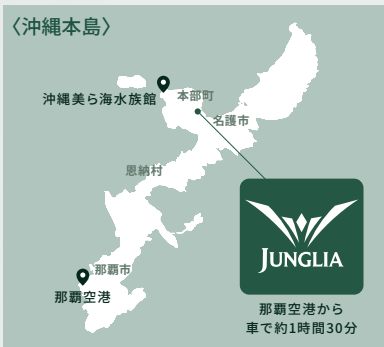 〈沖縄本島〉
本部町
沖縄美ら海水族館
名護市
恩納村
JUNGLIA
那覇市
那覇空港
那覇空港から
車で約1時間30分